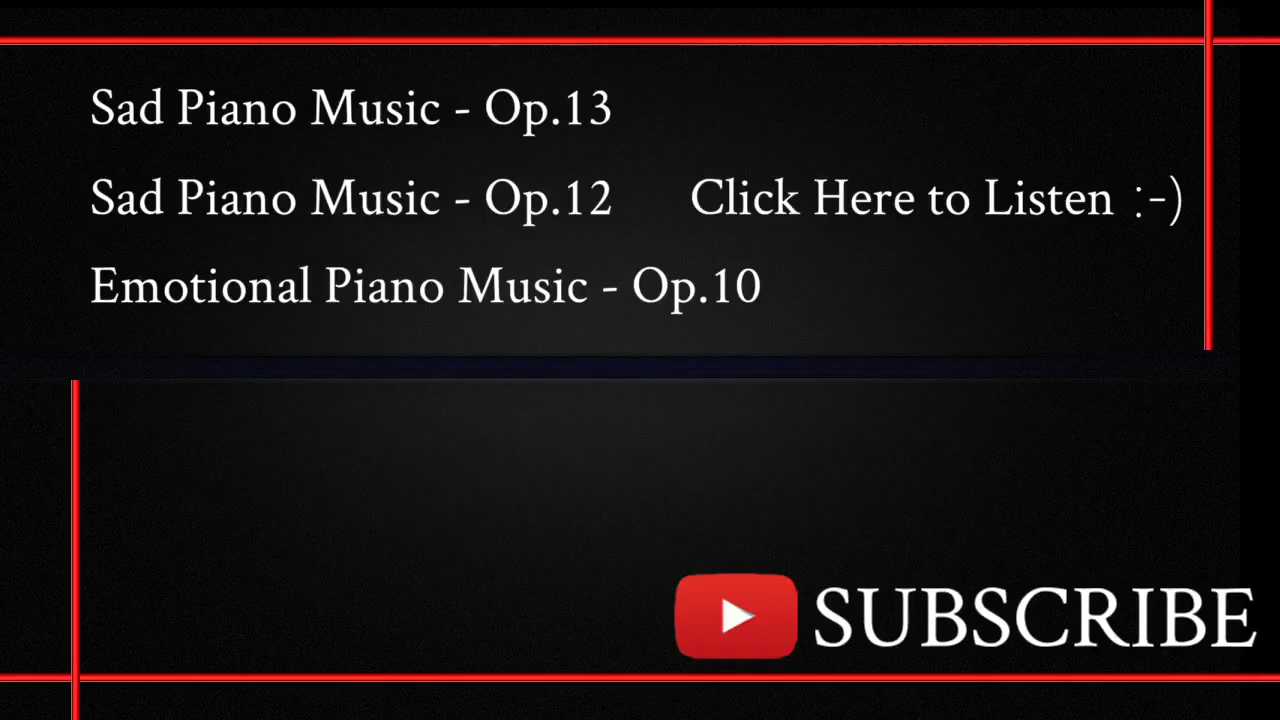 Sad Piano Music - Op.13
Sad Piano Music - Op.12 Click Here to Listen :-)
Emotional Piano Music - Op.10
SUBSCRIBE